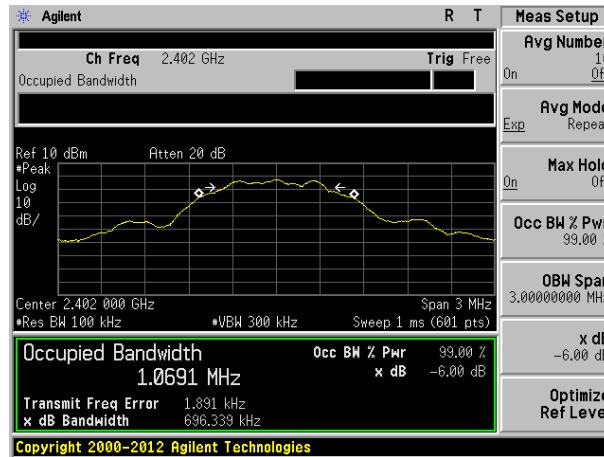 Agilent R T
Meas Setup
Ch Freq 2.402 GHz Trig Free
Occupied Bandwidth
Ref 10 dBm Atten 20 dB
#Peak
Log
10
dB/
Center 2.402 000 GHz Span 3 MHz
#Res BW 100 kHz #VBW 300 kHz Sweep 1 ms (601 pts)
Occupied Bandwidth
1.0691 MHz
Occ BW % Pwr 99.00 %
x dB -6.00 dB
Transmit Freq Error 1.891 kHz
x dB Bandwidth 696.339 kHz
Copyright 2000-2012 Agilent Technologies
Avg Number
On
Avg Mode
Exp Repea
Max Hold
On
Occ BW % Pwr
99.00
OBW Span
3.00000000 MH
x dB
-6.00 dB
Optimize
Ref Level